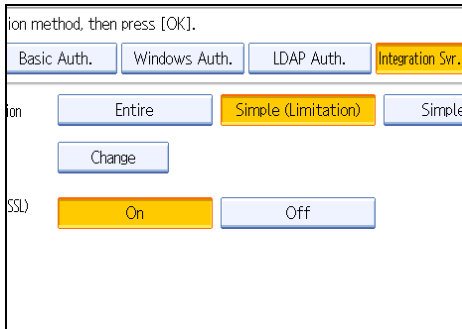 ion method, then press [OK].
Basic Auth. Windows Auth. LDAP Auth. Integration Svr.
ion Entire Simple (Limitation) Simple
Change
SSL) On Off